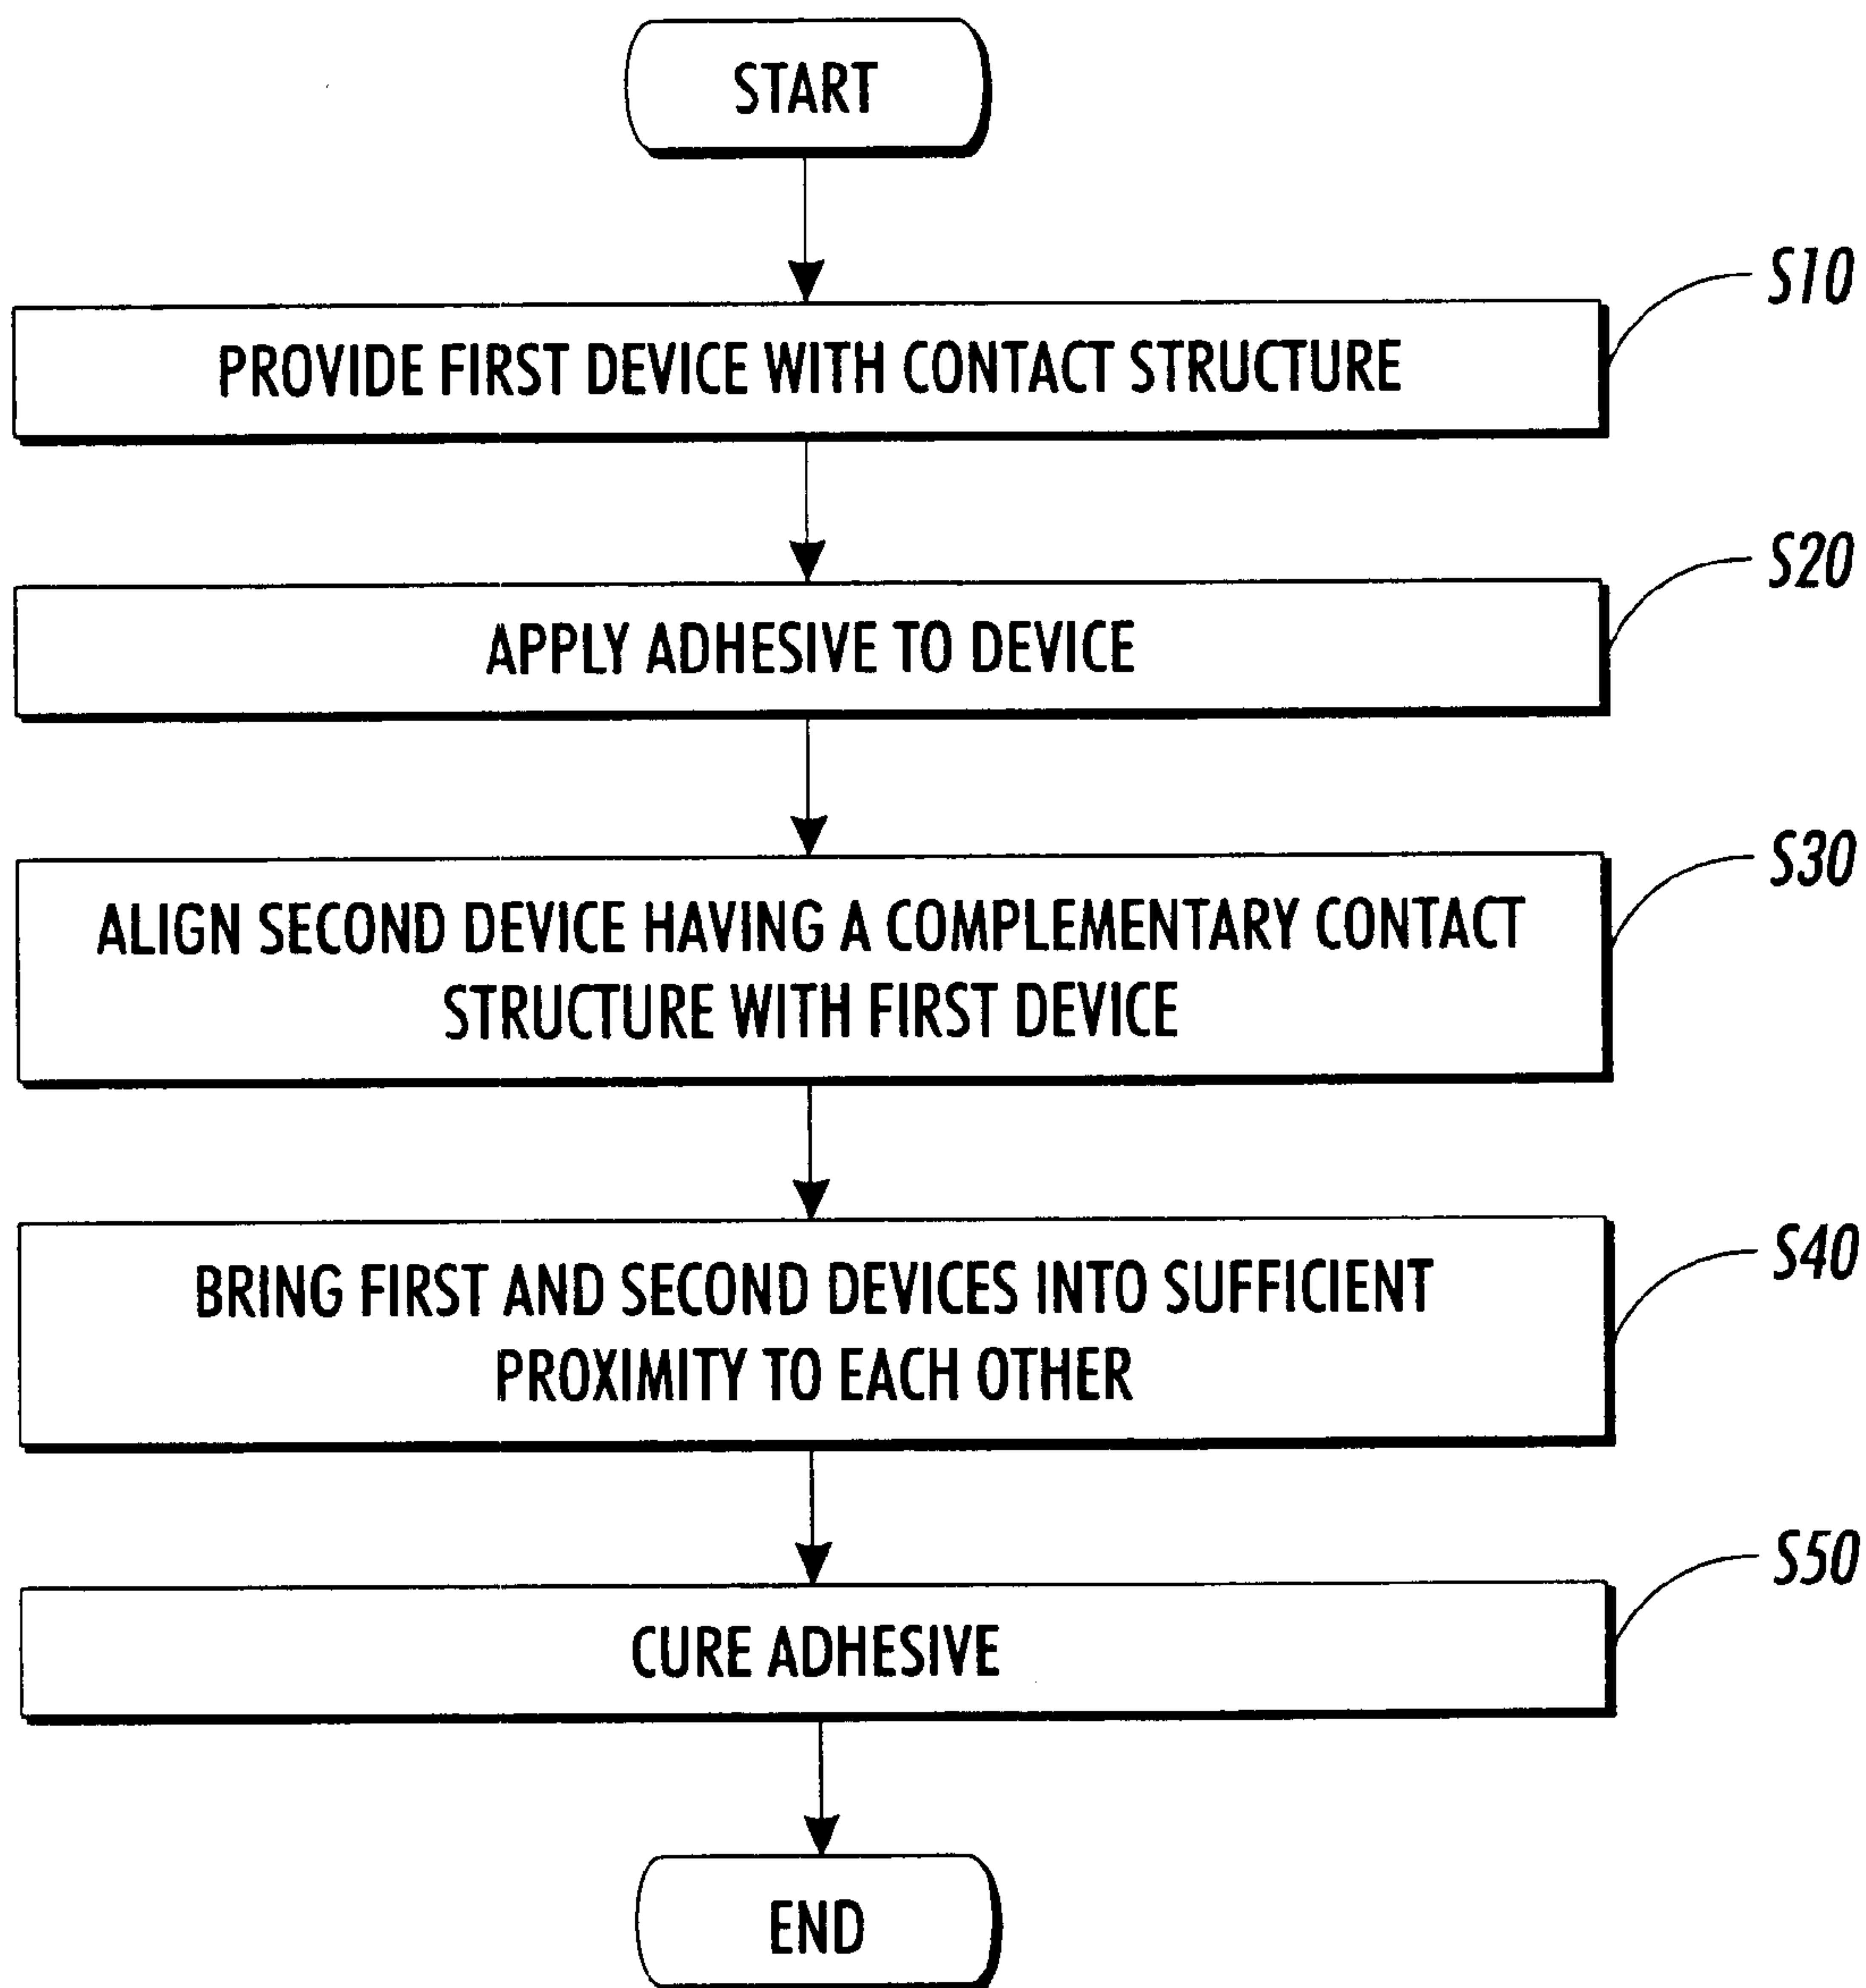 START
S10
PROVIDE FIRST DEVICE WITH CONTACT STRUCTURE
S20
APPLY ADHESIVE TO DEVICE
S30
ALIGN SECOND DEVICE HAVING A COMPLEMENTARY CONTACT
STRUCTURE WITH FIRST DEVICE
S40
BRING FIRST AND SECOND DEVICES INTO SUFFICIENT
PROXIMITY TO EACH OTHER
S50
CURE ADHESIVE
END